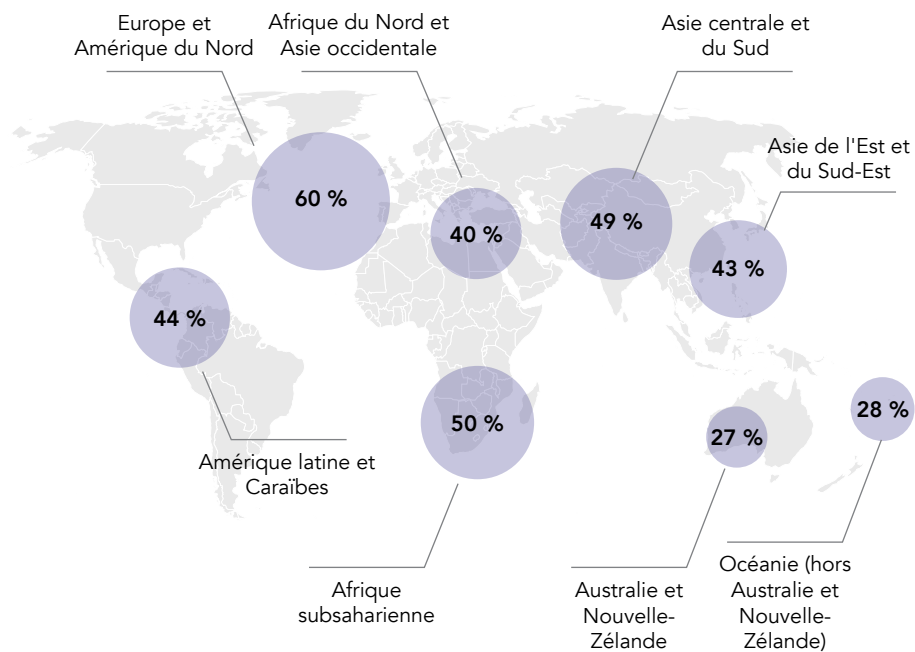 Europe et
Amérique du Nord
Afrique du Nord et
Asie occidentale
Asie centrale et
du Sud
Asie de l'Est et
du Sud-Est
60 %
40 %
49 %
43 %
44 %
50 %
27 %
28 %
Amérique latine et
Caraïbes
Afrique
subsaharienne
Australie et
Nouvelle-
Zélande
Océanie (hors
Australie et
Nouvelle-
Zélande)